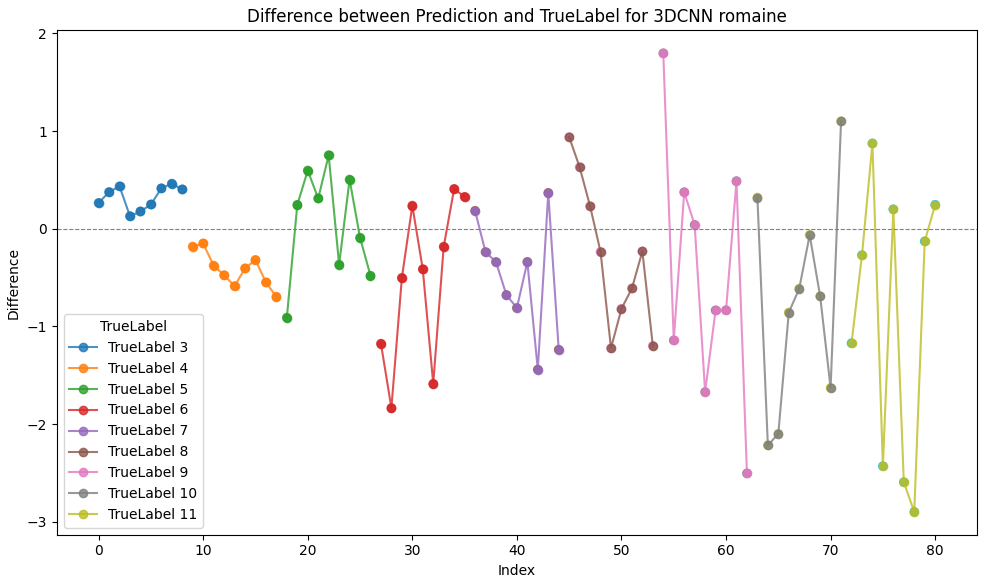 Difference between Prediction and TrueLabel for 3DCNN romaine
2
1
0
−1
−2
−3
Difference
TrueLabel
TrueLabel 3
TrueLabel 4
TrueLabel 5
TrueLabel 6
TrueLabel 7
TrueLabel 8
TrueLabel 9
TrueLabel 10
TrueLabel 11
0 10 20 30 40 50 60 70 80
Index